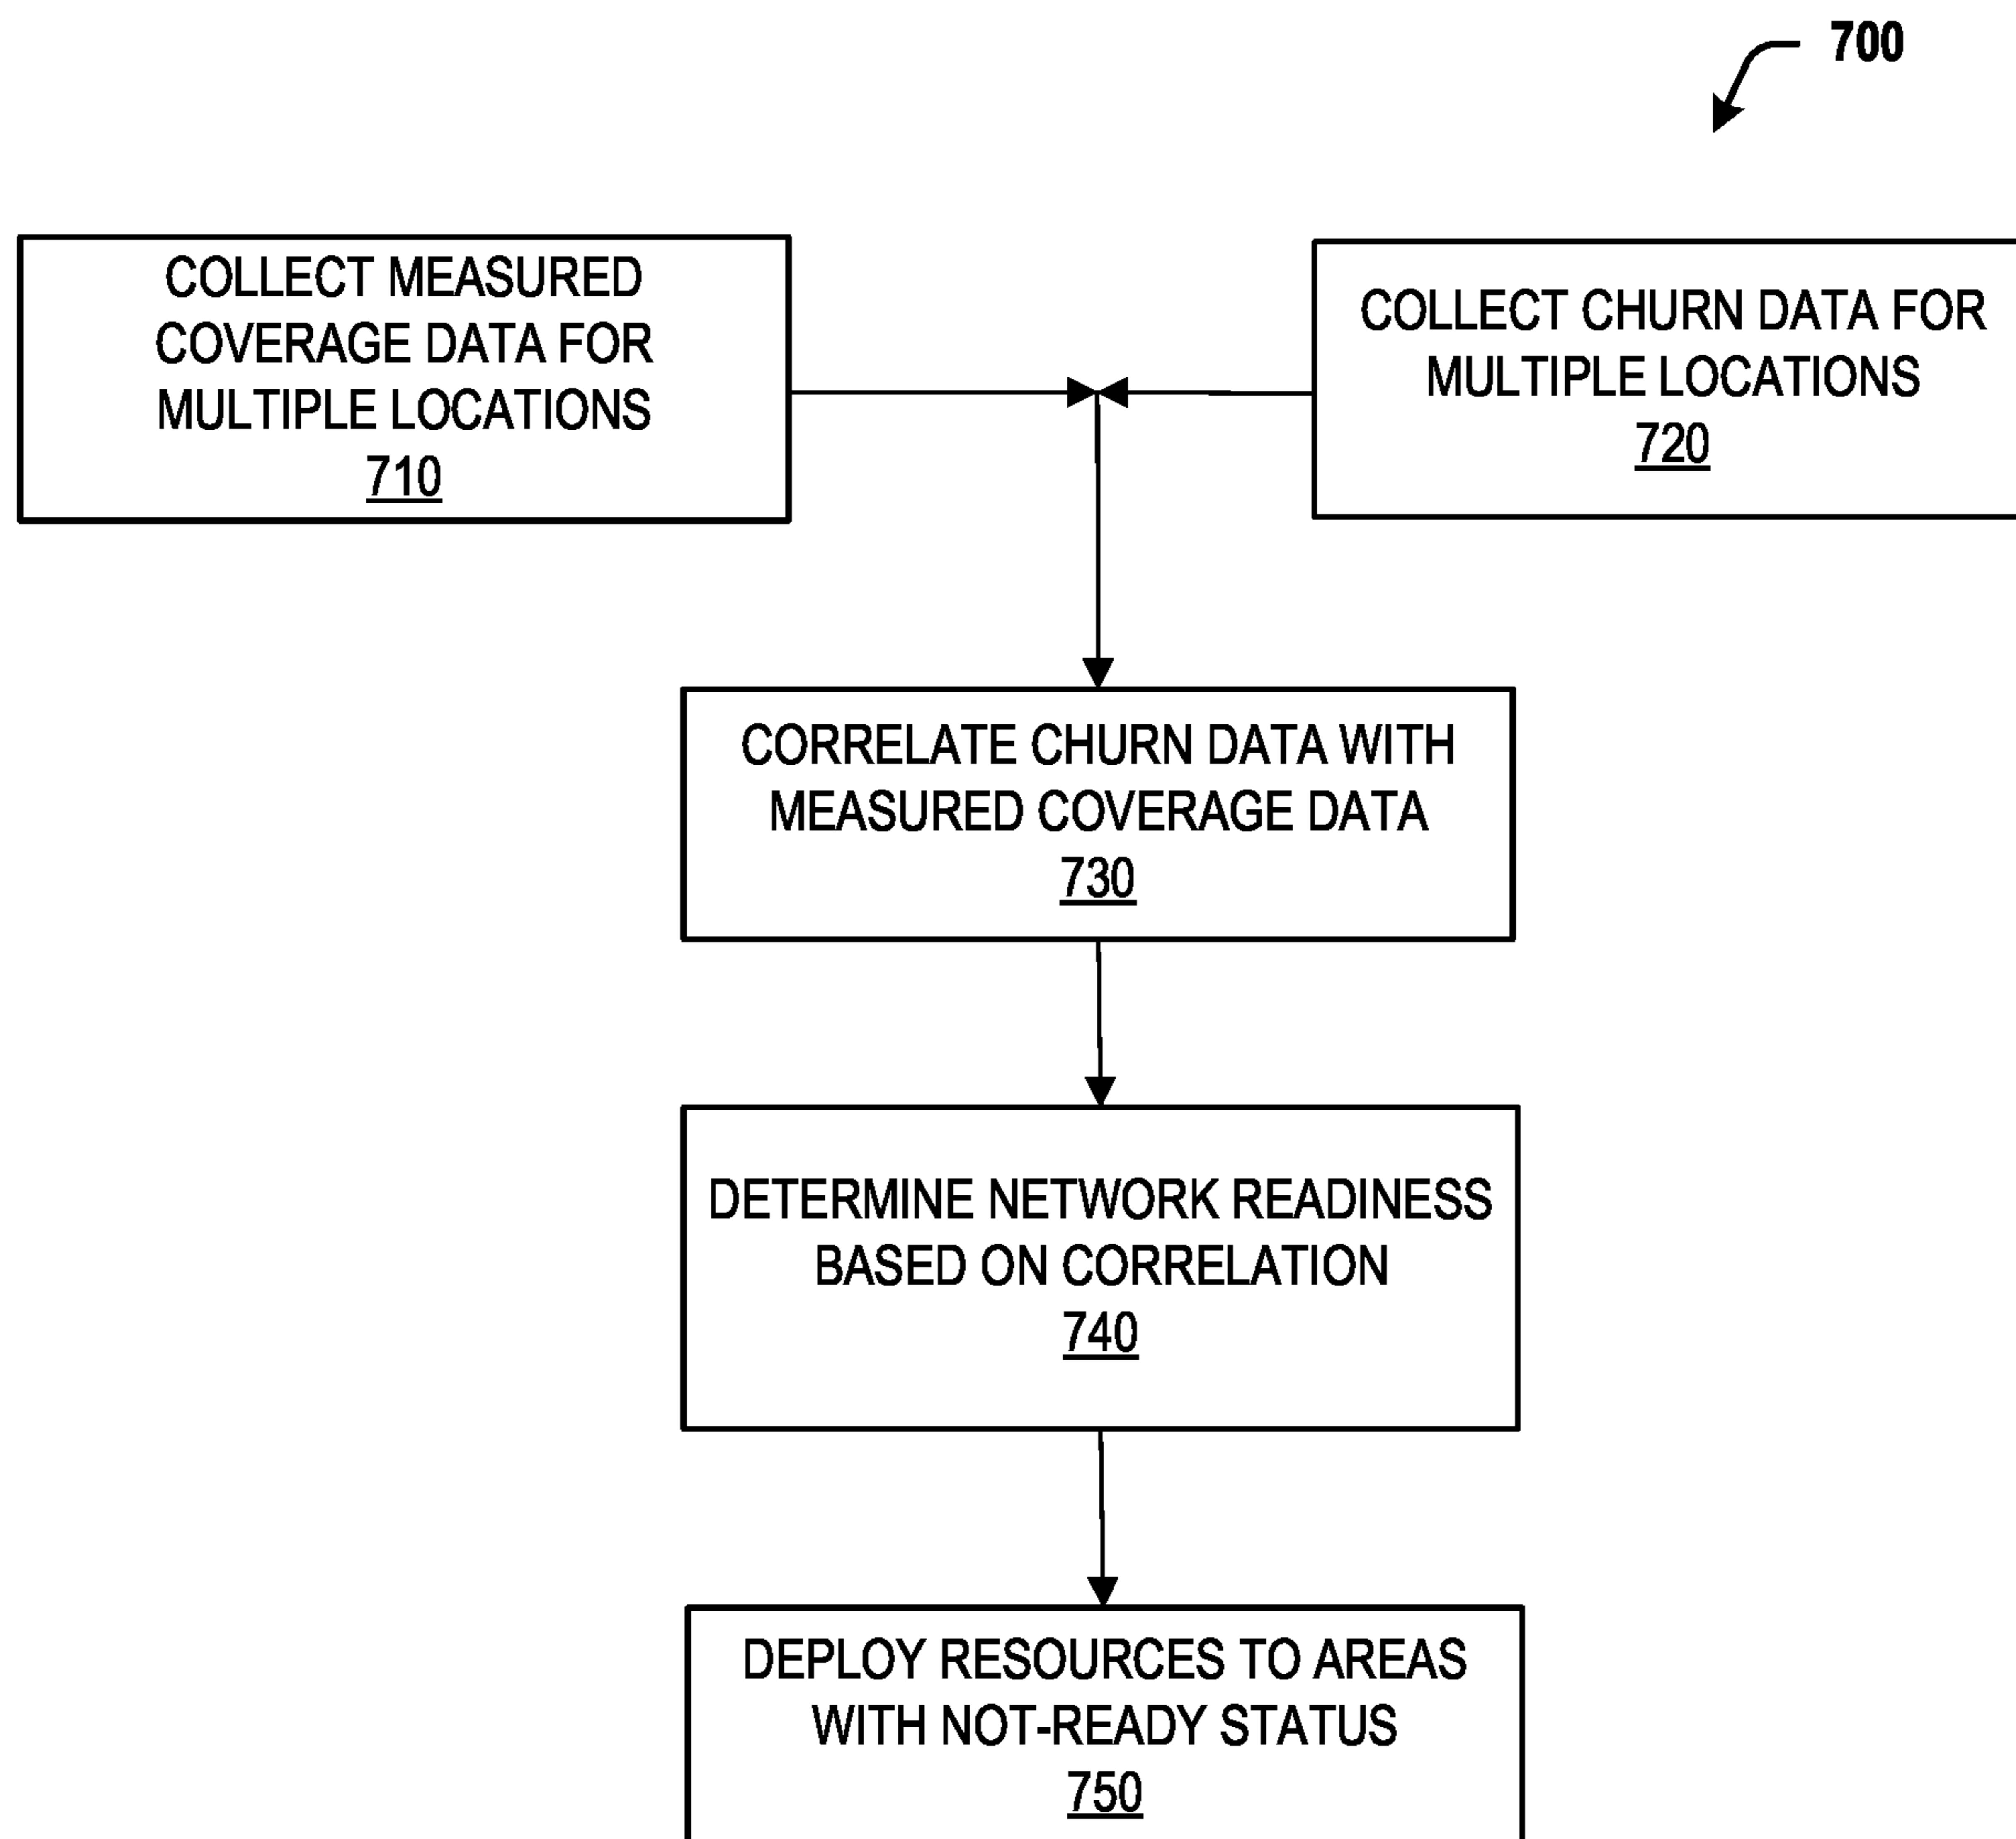 700
COLLECT MEASURED
COVERAGE DATA FOR
MULTIPLE LOCATIONS
710
COLLECT CHURN DATA FOR
MULTIPLE LOCATIONS
720
CORRELATE CHURN DATA WITH
MEASURED COVERAGE DATA
730
DETERMINE NETWORK READINESS
BASED ON CORRELATION
740
DEPLOY RESOURCES TO AREAS
WITH NOT-READY STATUS
750